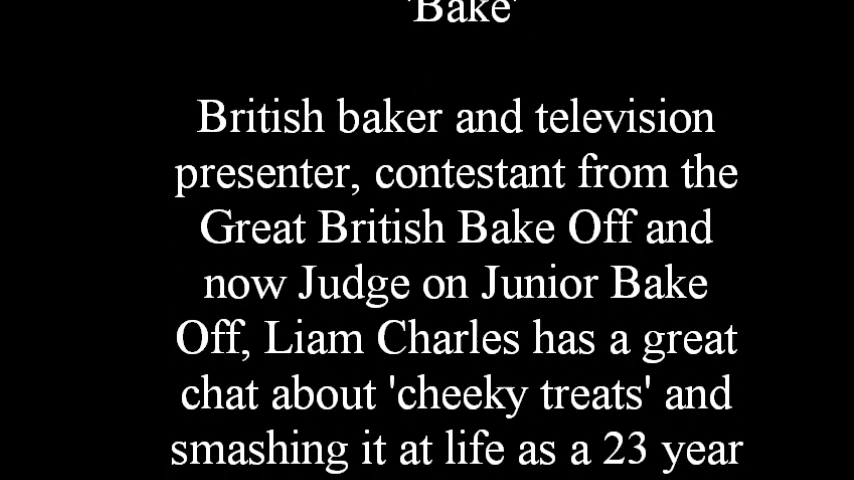 'Bake'
British baker and television
presenter, contestant from the
Great British Bake Off and
now Judge on Junior Bake
Off, Liam Charles has a great
chat about 'cheeky treats' and
smashing it at life as a 23 year